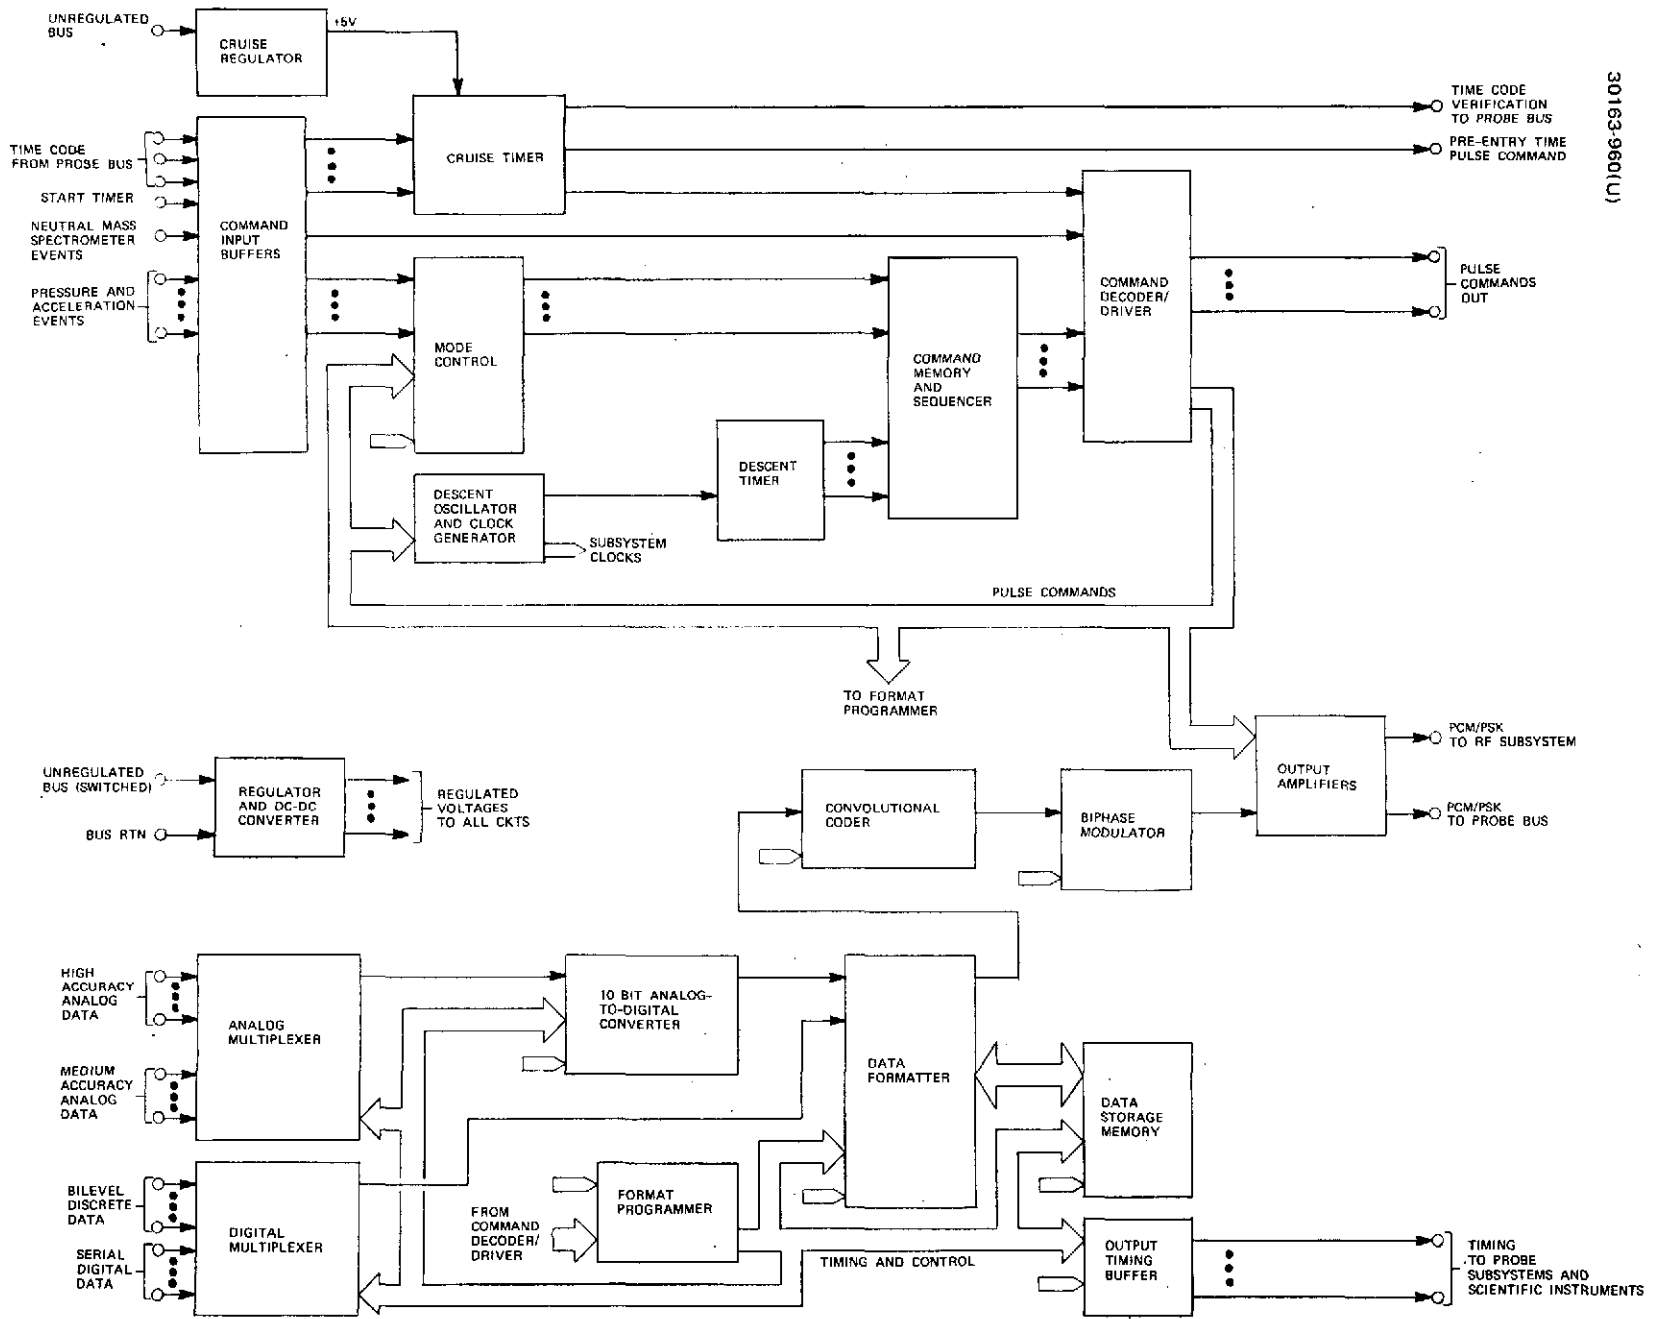 UNREGULATED
BUS
+5V
CRUISE
REGULATOR
30163-960(U)
TIME CODE
VERIFICATION
TO PROBE BUS
TIME CODE
FROM PROBE BUS
CRUISE TIMER
PRE-ENTRY TIME
PULSE COMMAND
START TIMER
NEUTRAL MASS
SPECTROMETER
EVENTS
COMMAND
INPUT
BUFFERS
PRESSURE AND
ACCELERATION
EVENTS
COMMAND
DECODER/
DRIVER
PULSE
COMMANDS
OUT
MODE
CONTROL
COMMAND
MEMORY
AND
SEQUENCER
DESCENT
TIMER
DESCENT
OSCILLATOR
AND CLOCK
GENERATOR
SUBSYSTEM
CLOCKS
PULSE COMMANDS
TO FORMAT
PROGRAMMER
UNREGULATED
BUS (SWITCHED)
BUS RTN
REGULATOR
AND DC-DC
CONVERTER
REGULATED
VOLTAGES
TO ALL CKTS
CONVOLUTIONAL
CODER
BIPHASE
MODULATOR
OUTPUT
AMPLIFIERS
PCM/PSK
TO RF SUBSYSTEM
PCM/PSK
TO PROBE BUS
HIGH
ACCURACY
ANALOG
DATA
ANALOG
MULTIPLEXER
10 BIT ANALOG-
TO-DIGITAL
CONVERTER
DATA
FORMATTER
MEDIUM
ACCURACY
ANALOG
DATA
DATA
STORAGE
MEMORY
BILEVEL
DISCRETE
DATA
DIGITAL
MULTIPLEXER
FROM
COMMAND
DECODER/
DRIVER
FORMAT
PROGRAMMER
SERIAL
DIGITAL
DATA
TIMING AND CONTROL
OUTPUT
TIMING
BUFFER
TIMING
TO PROBE
SUBSYSTEMS AND
SCIENTIFIC INSTRUMENTS